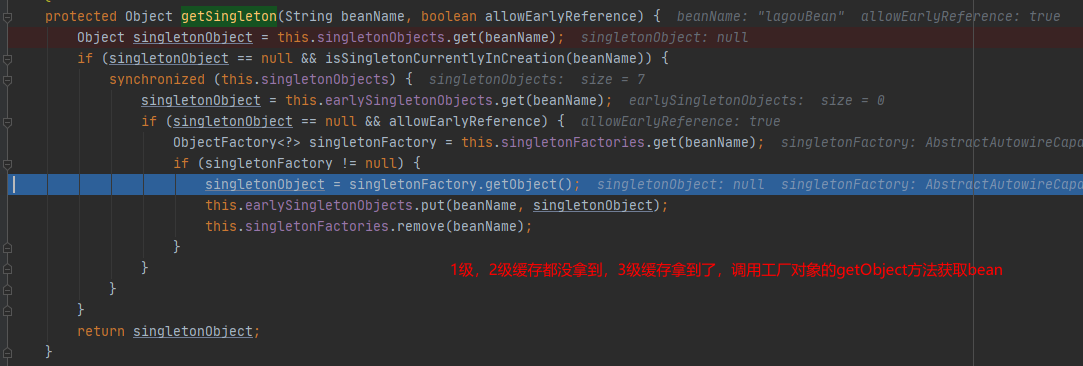 protected Object getSingleton(String beanName, boolean allowEarlyReference) { beanName: "lagouBean" allowEarlyReference: true
Object singletonObject = this.singletonObjects.get(beanName); singletonObject: null
if (singletonObject == null && isSingletonCurrentlyInCreation(beanName)) {
synchronized (this.singletonObjects) { singletonObjects: size = 7
singletonObject = this.earlySingletonObjects.get(beanName); earlySingletonObjects: size = 0
if (singletonObject == null && allowEarlyReference) { allowEarlyReference: true
ObjectFactory<?> singletonFactory = this.singletonFactories.get(beanName); singletonFactory: AbstractAutowireCapa
if (singletonFactory != null) {
singletonObject = singletonFactory.getObject(); singletonObject: null singletonFactory: AbstractAutowireCapa
this.earlySingletonObjects.put(beanName, singletonObject);
this.singletonFactories.remove(beanName);
}
}
1级，2级缓存都没拿到，3级缓存拿到了，调用工厂对象的getObject方法获取bean
}
}
return singletonObject;
}